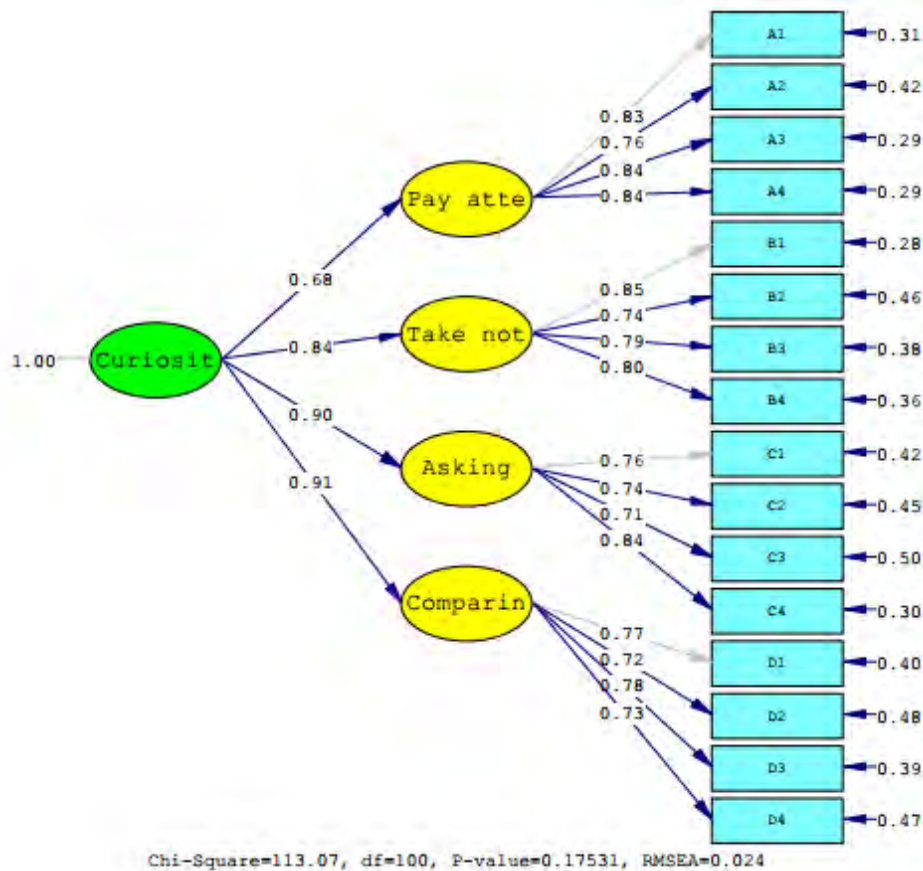 A1
0.31
A2
0.42
0.83
0.76
A3
0.29
0.84
Pay atte
0.84
A4
0.29
B1
0.28
0.68
0.85
B2
0.46
0.74
Take not
0.84
0.79
B3
0.38
1.00
Curiosit
0.80
B4
0.36
0.90
0.76
C1
0.42
Asking
0.91
0.74
C2
0.45
0.71
0.84
C3
0.50
Comparin
C4
0.30
0.77
D1
0.40
0.72
0.78
0.73
D2
0.48
D3
0.39
D4
0.47
Chi-Square=113.07, df=100, P-value=0.17531, RMSEA=0.024